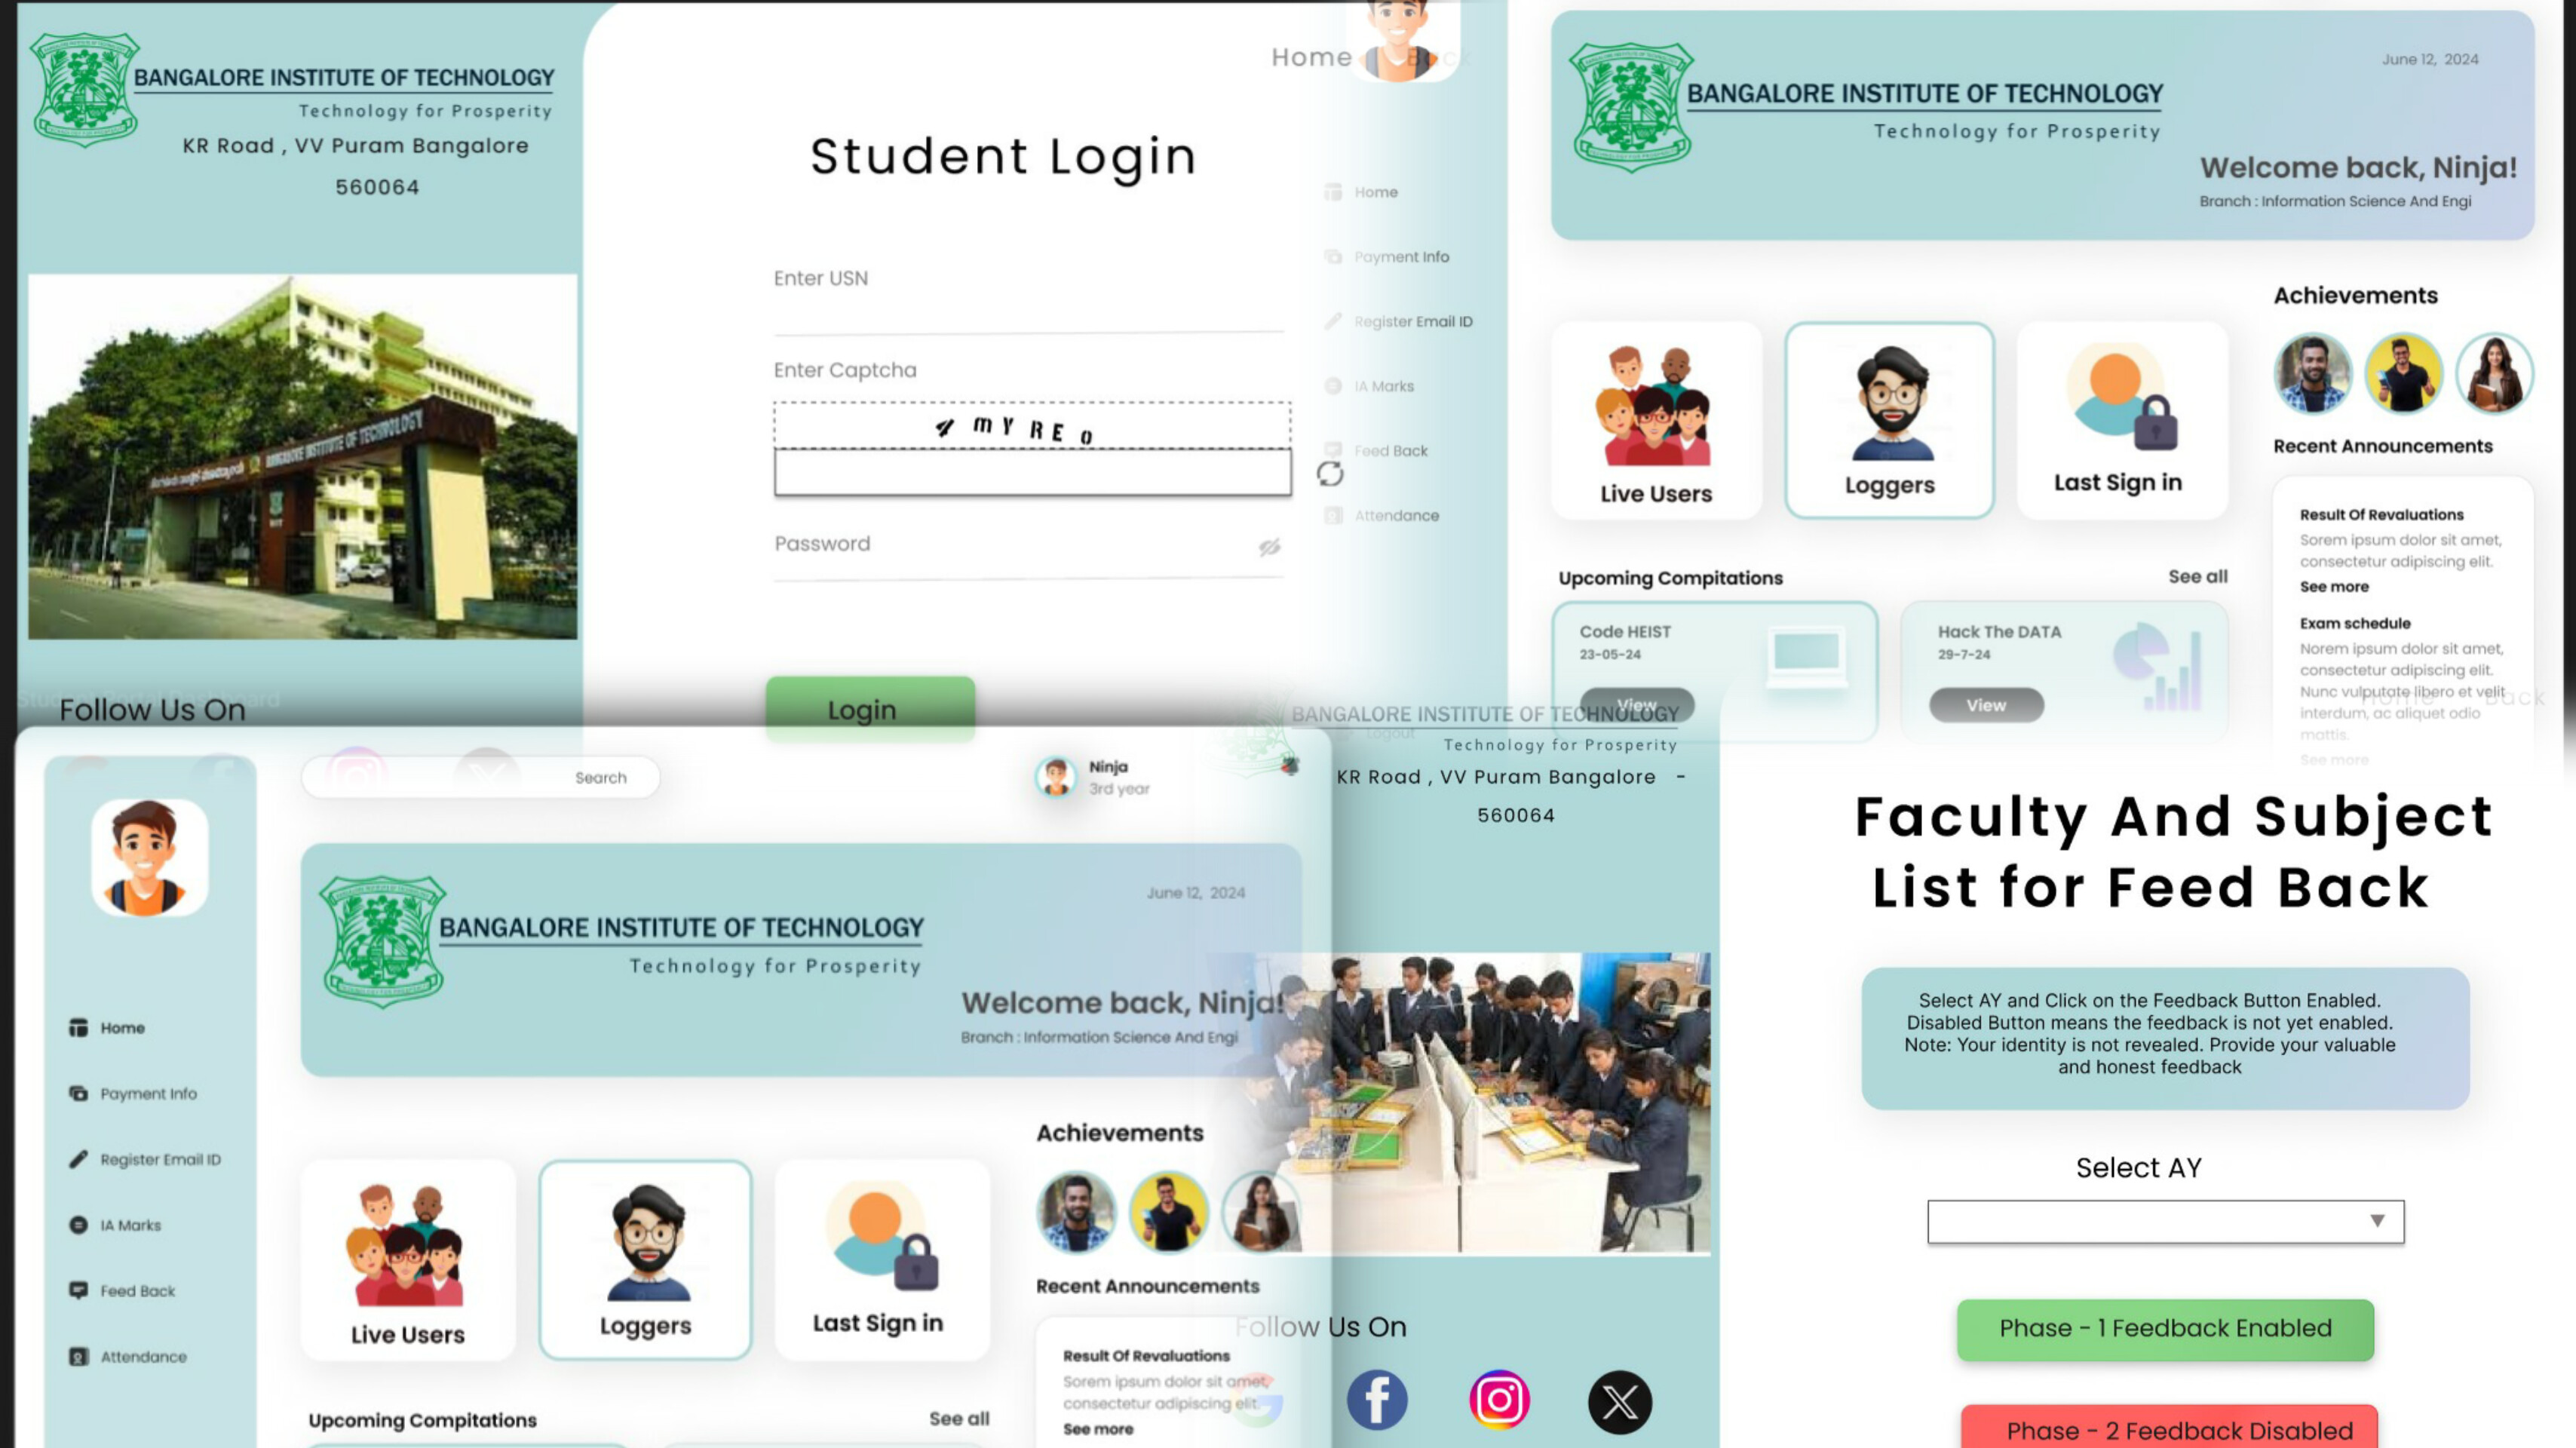 BANGALORE INSTITUTE OF TECHNOLOGY
Technology for Prosperity
KR Road , VV Puram Bangalore
560064
BANGALORE INSTITUTE OF TECHNOLOGY
Follow Us On
Home
Back
Student Login
Enter USN
Enter Captcha
4 m Y R E o
Password
Login
Home
Payment Info
Register Email ID
IA Marks
Feed Back
Attendance
June 12, 2024
BANGALORE INSTITUTE OF TECHNOLOGY
Technology for Prosperity
Welcome back, Ninja!
Branch : Information Science And Engi
Live Users
Loggers
Last Sign in
Achievements
Recent Announcements
Result Of Revaluations
Sorem ipsum dolor sit amet,
consectetur adipiscing elit.
See more
Exam schedule
Norem ipsum dolor sit amet,
consectetur adipiscing elit.
Nunc vulputate libero et velit
interdum, ac aliquet odio
mattis.
See more
Upcoming Compitations
See all
Code HEIST
23-05-24
View
Hack The DATA
29-7-24
View
Student Portal Dashboard
Search
Ninja
3rd year
Home
Payment Info
Register Email ID
IA Marks
Feed Back
Attendance
June 12, 2024
BANGALORE INSTITUTE OF TECHNOLOGY
Technology for Prosperity
Welcome back, Ninja!
Branch : Information Science And Engi
Live Users
Loggers
Last Sign in
Achievements
Recent Announcements
Result Of Revaluations
Sorem ipsum dolor sit amet,
consectetur adipiscing elit.
See more
Upcoming Compitations
See all
BANGALORE INSTITUTE OF TECHNOLOGY
Logout
Technology for Prosperity
KR Road , VV Puram Bangalore -
560064
Follow Us On
Home
Back
Faculty And Subject
List for Feed Back
Select AY and Click on the Feedback Button Enabled.
Disabled Button means the feedback is not yet enabled.
Note: Your identity is not revealed. Provide your valuable
and honest feedback
Select AY
Phase - 1 Feedback Enabled
Phase - 2 Feedback Disabled